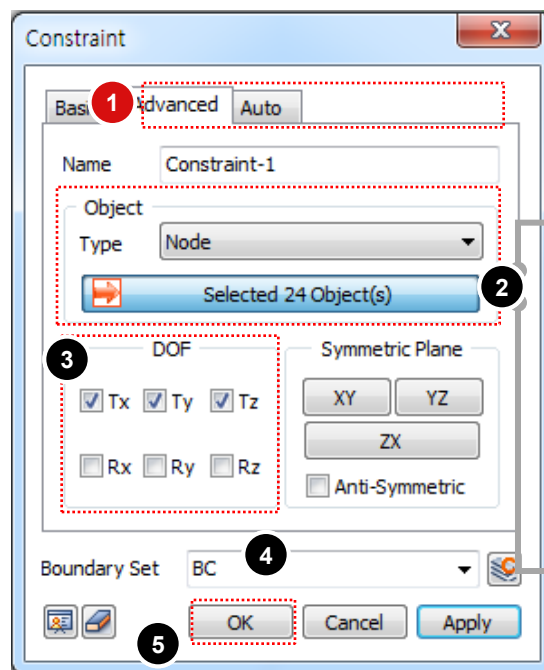 Constraint
Basi 1 dvanced Auto
Name Constraint-1
Object
Type Node
Selected 24 Object(s)
2
3 DOF Symmetric Plane
Tx Ty Tz XY YZ
ZX
Rx Ry Rz Anti-Symmetric
4
Boundary Set BC
5 OK Cancel Apply